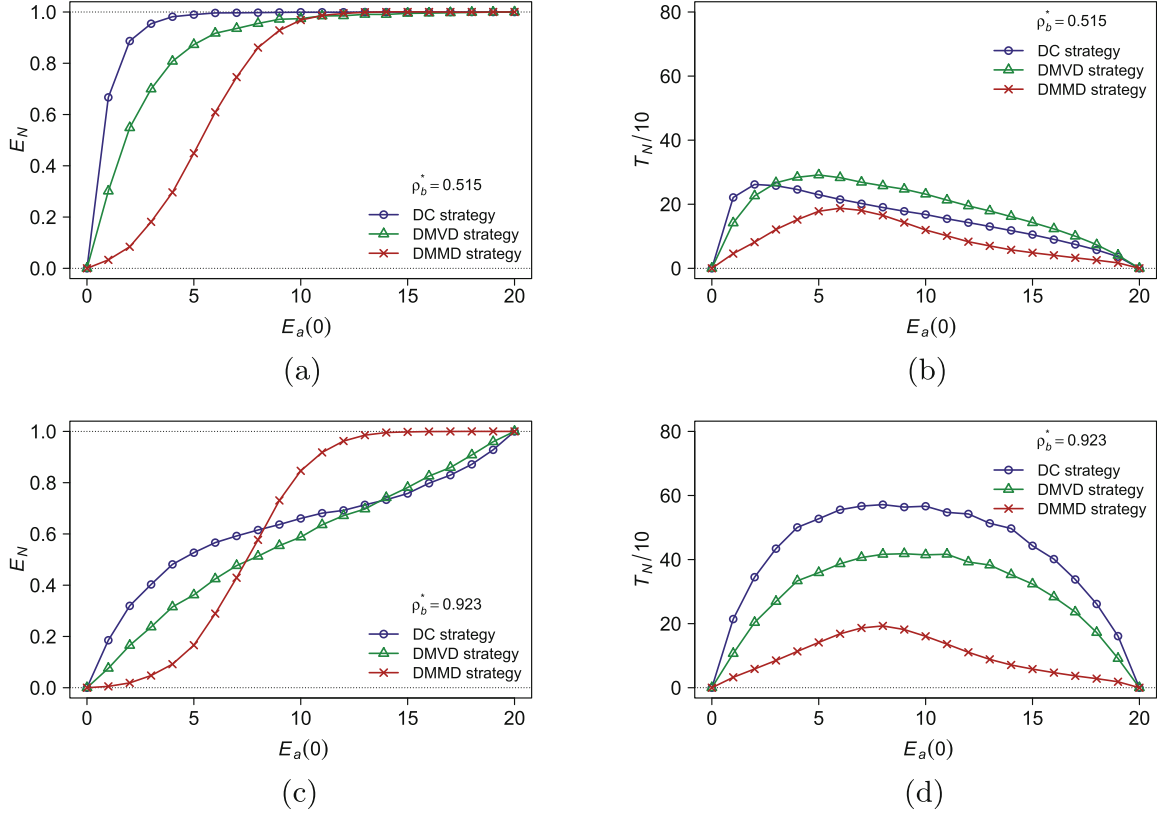 1.0
0.8
0.6
0.4
0.2
0.0
E_N
ρ*_b = 0.515
DC strategy
DMVD strategy
DMMD strategy
0 5 10 15 20
E_a(0)
(a)
80
60
40
20
0
T_N/10
ρ*_b = 0.515
DC strategy
DMVD strategy
DMMD strategy
0 5 10 15 20
E_a(0)
(b)
1.0
0.8
0.6
0.4
0.2
0.0
E_N
ρ*_b = 0.923
DC strategy
DMVD strategy
DMMD strategy
0 5 10 15 20
E_a(0)
(c)
80
60
40
20
0
T_N/10
ρ*_b = 0.923
DC strategy
DMVD strategy
DMMD strategy
0 5 10 15 20
E_a(0)
(d)